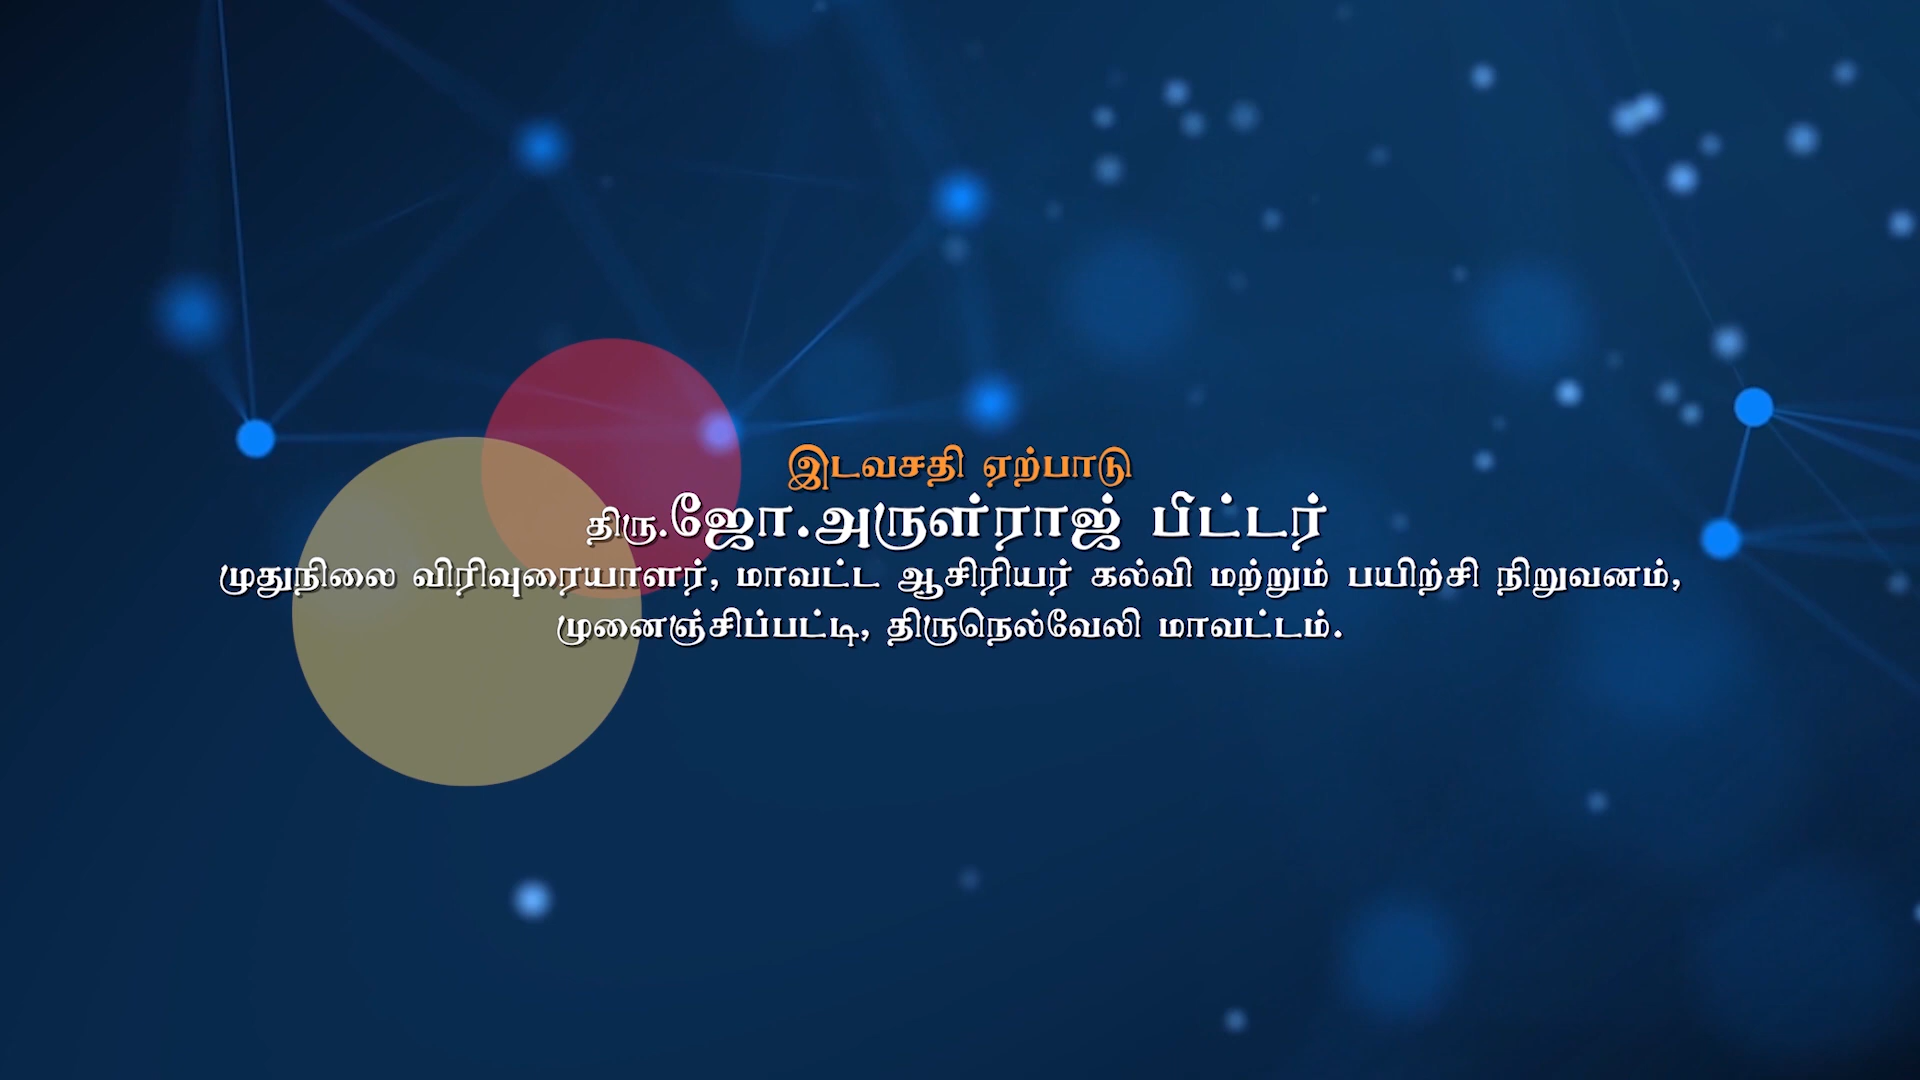 இடவசதி ஏற்பாடு
திரு.ஜோ.அருள்ராஜ் பிட்டர்
முதுநிலை விரிவுரையாளர், மாவட்ட ஆசிரியர் கல்வி மற்றும் பயிற்சி நிறுவனம்,
முனைஞ்சிப்பட்டி, திருநெல்வேலி மாவட்டம்.